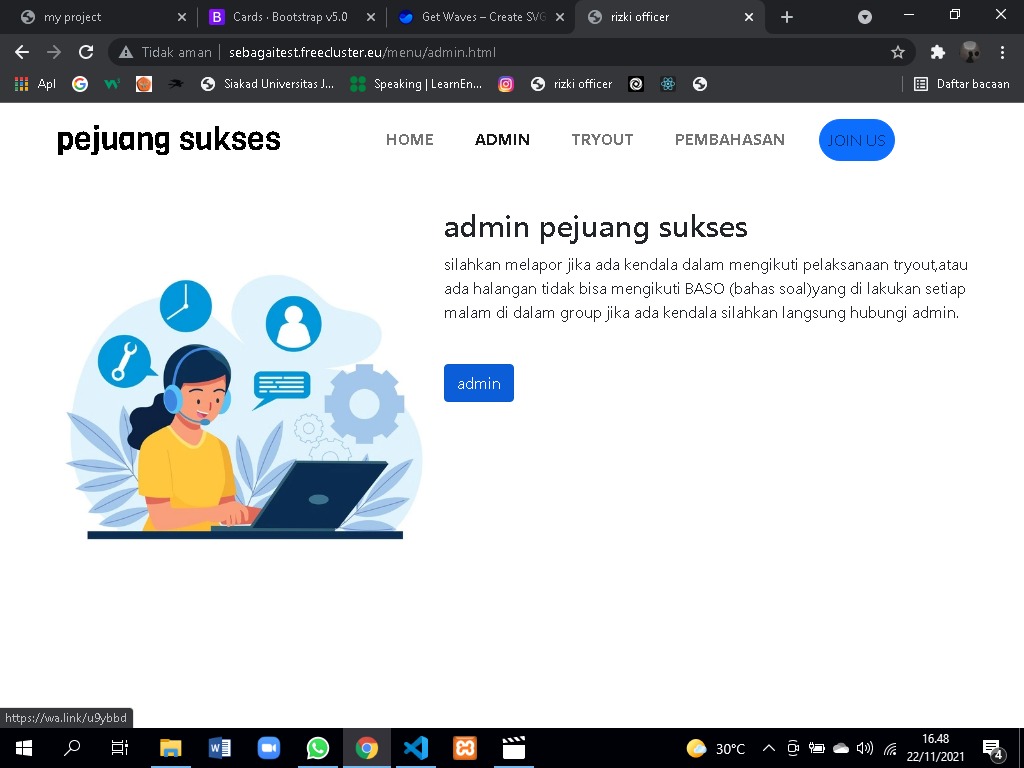 my project
Cards · Bootstrap v5.0
Get Waves – Create SVG
rizki officer
Tidak aman
sebagaitest.freecluster.eu/menu/admin.html
Apl
Siakad Universitas J...
Speaking | LearnEn...
rizki officer
Daftar bacaan
pejuang sukses
HOME
ADMIN
TRYOUT
PEMBAHASAN
JOIN US
admin pejuang sukses
silahkan melapor jika ada kendala dalam mengikuti pelaksanaan tryout,atau
ada halangan tidak bisa mengikuti BASO (bahas soal)yang di lakukan setiap
malam di dalam group jika ada kendala silahkan langsung hubungi admin.
admin
https://wa.link/u9ybbd
30°C
16.48
22/11/2021
4